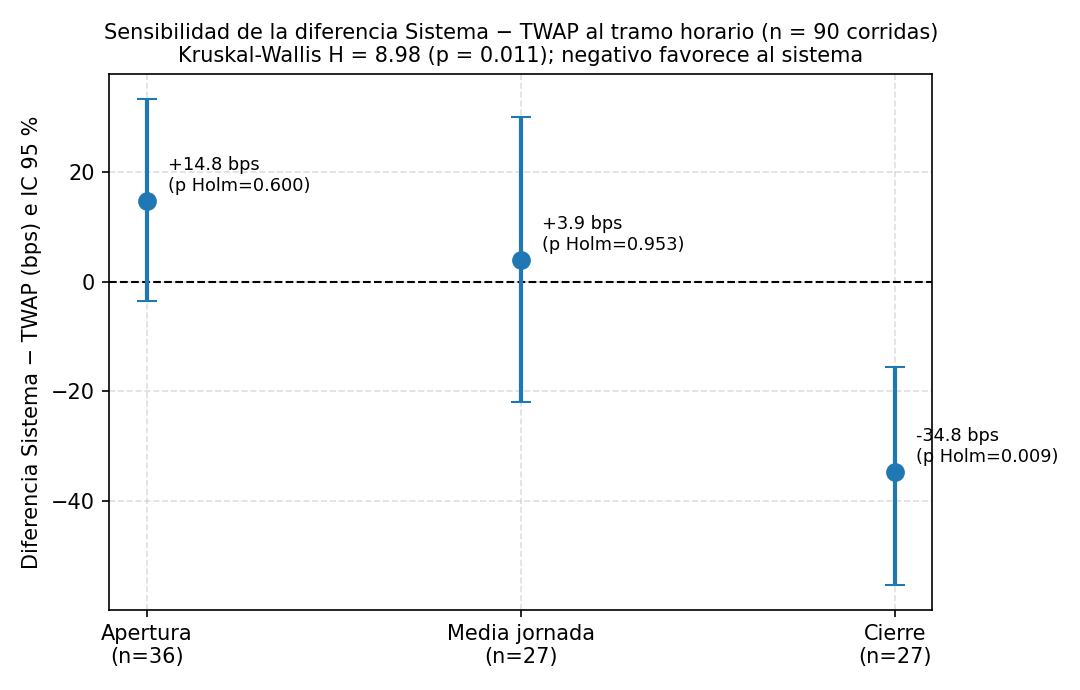 Sensibilidad de la diferencia Sistema − TWAP al tramo horario (n = 90 corridas)
Kruskal-Wallis H = 8.98 (p = 0.011); negativo favorece al sistema
Diferencia Sistema − TWAP (bps) e IC 95 %
20
0
−20
−40
+14.8 bps
(p Holm=0.600)
+3.9 bps
(p Holm=0.953)
-34.8 bps
(p Holm=0.009)
Apertura
(n=36)
Media jornada
(n=27)
Cierre
(n=27)